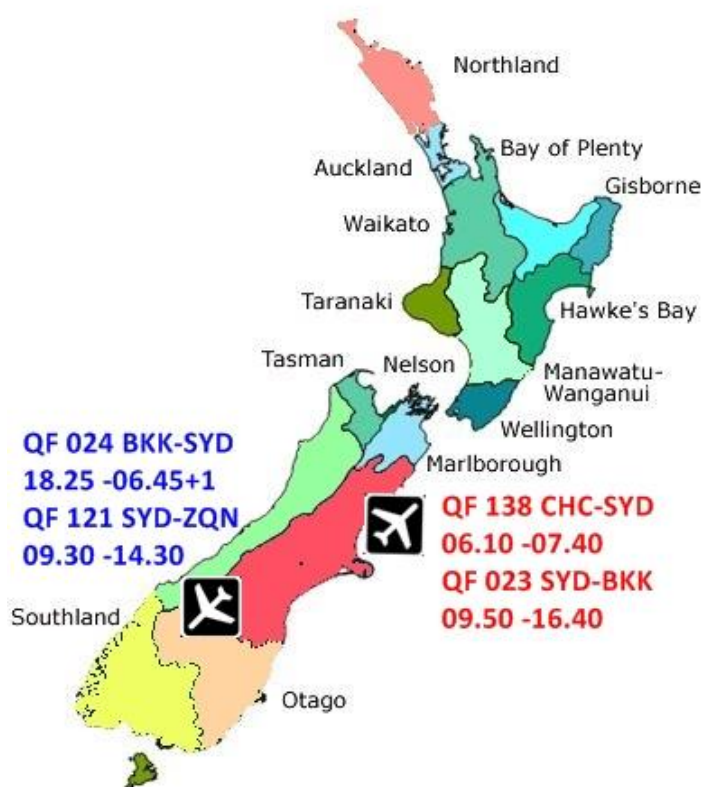 Northland
Auckland
Bay of Plenty
Gisborne
Waikato
Taranaki
Hawke's Bay
Tasman
Nelson
Manawatu-
Wanganui
Wellington
Marlborough
QF 024 BKK-SYD
18.25 -06.45+1
QF 121 SYD-ZQN
09.30 -14.30
QF 138 CHC-SYD
06.10 -07.40
QF 023 SYD-BKK
09.50 -16.40
Southland
Otago